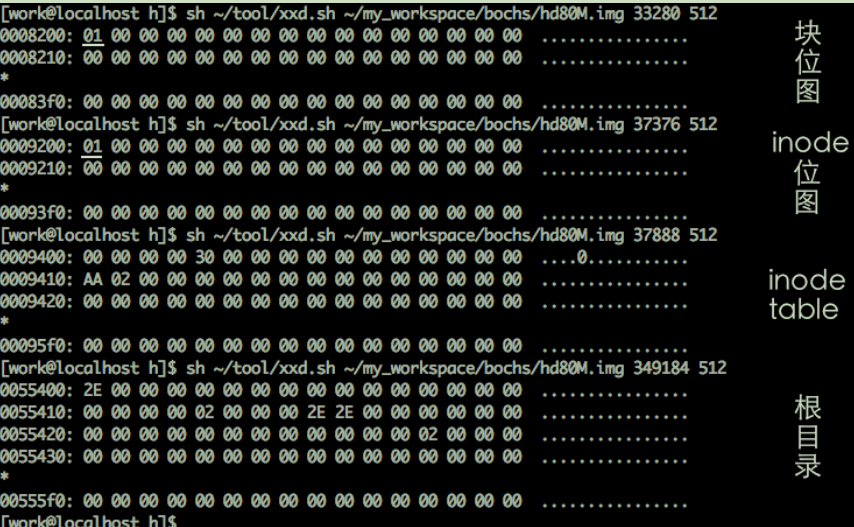 [work@localhost h]$ sh ~/tool/xxd.sh ~/my_workspace/bochs/hd80M.img 33280 512
0008200: 01 00 00 00 00 00 00 00 00 00 00 00 00 00 00 00  ................
0008210: 00 00 00 00 00 00 00 00 00 00 00 00 00 00 00 00  ................
*
00083f0: 00 00 00 00 00 00 00 00 00 00 00 00 00 00 00 00  ................
块位图
[work@localhost h]$ sh ~/tool/xxd.sh ~/my_workspace/bochs/hd80M.img 37376 512
0009200: 01 00 00 00 00 00 00 00 00 00 00 00 00 00 00 00  ................
0009210: 00 00 00 00 00 00 00 00 00 00 00 00 00 00 00 00  ................
*
00093f0: 00 00 00 00 00 00 00 00 00 00 00 00 00 00 00 00  ................
inode
位图
[work@localhost h]$ sh ~/tool/xxd.sh ~/my_workspace/bochs/hd80M.img 37888 512
0009400: 00 00 00 00 30 00 00 00 00 00 00 00 00 00 00 00  ....0...........
0009410: AA 02 00 00 00 00 00 00 00 00 00 00 00 00 00 00  ................
0009420: 00 00 00 00 00 00 00 00 00 00 00 00 00 00 00 00  ................
*
00095f0: 00 00 00 00 00 00 00 00 00 00 00 00 00 00 00 00  ................
inode
table
[work@localhost h]$ sh ~/tool/xxd.sh ~/my_workspace/bochs/hd80M.img 349184 512
0055400: 2E 00 00 00 00 00 00 00 00 00 00 00 00 00 00 00  ................
0055410: 00 00 00 00 02 00 00 00 2E 2E 00 00 00 00 00 00  ................
0055420: 00 00 00 00 00 00 00 00 00 00 00 00 02 00 00 00  ................
0055430: 00 00 00 00 00 00 00 00 00 00 00 00 00 00 00 00  ................
*
00555f0: 00 00 00 00 00 00 00 00 00 00 00 00 00 00 00 00  ................
根目录
[work@localhost h]$